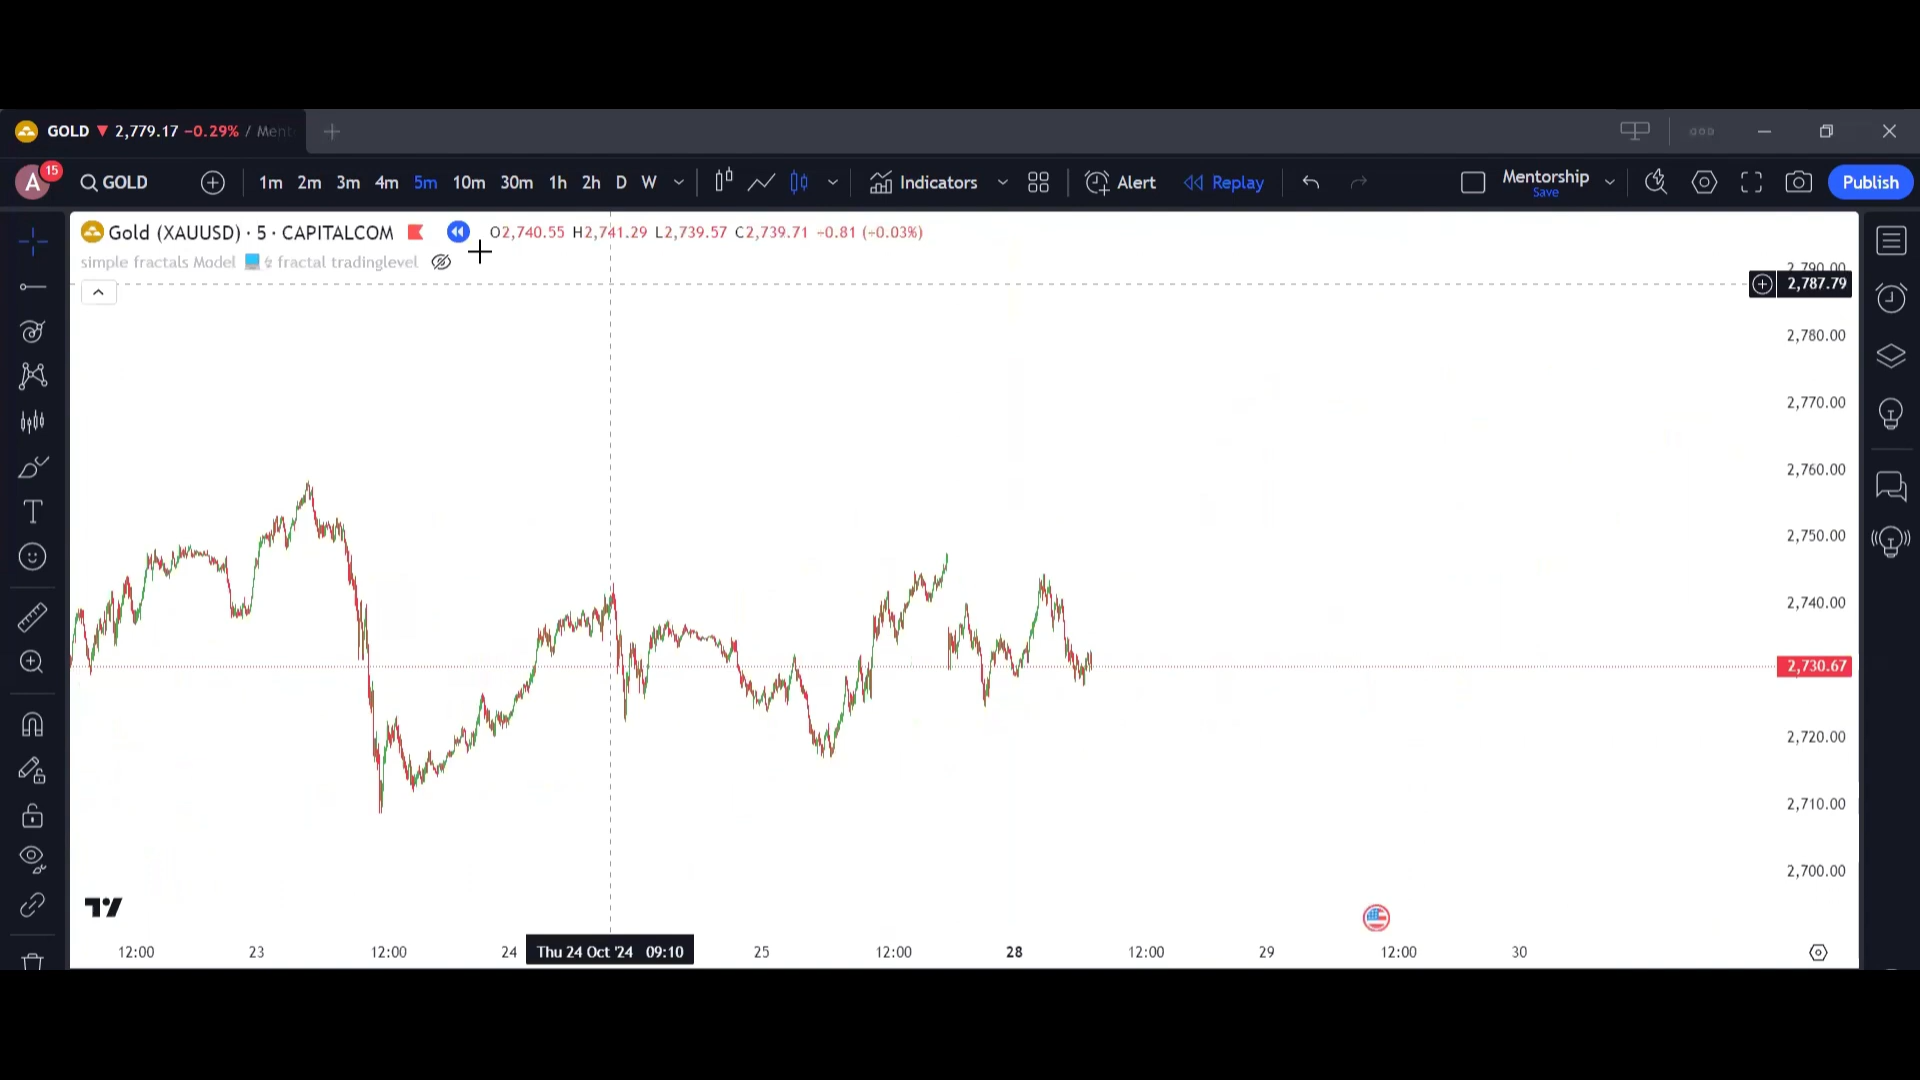 GOLD ▼ 2,779.17 −0.29% / Ment
A 15 GOLD 1m 2m 3m 4m 5m 10m 30m 1h 2h D W Indicators Alert Replay Mentorship Save Publish
Gold (XAUUSD) · 5 · CAPITALCOM O2,740.55 H2,741.29 L2,739.57 C2,739.71 −0.81 (−0.03%)
simple fractals Model fractal tradinglevel
2,790.00
2,787.79
2,780.00
2,770.00
2,760.00
2,750.00
2,740.00
2,730.67
2,720.00
2,710.00
2,700.00
12:00 23 12:00 24 Thu 24 Oct '24 09:10 25 12:00 28 12:00 29 12:00 30